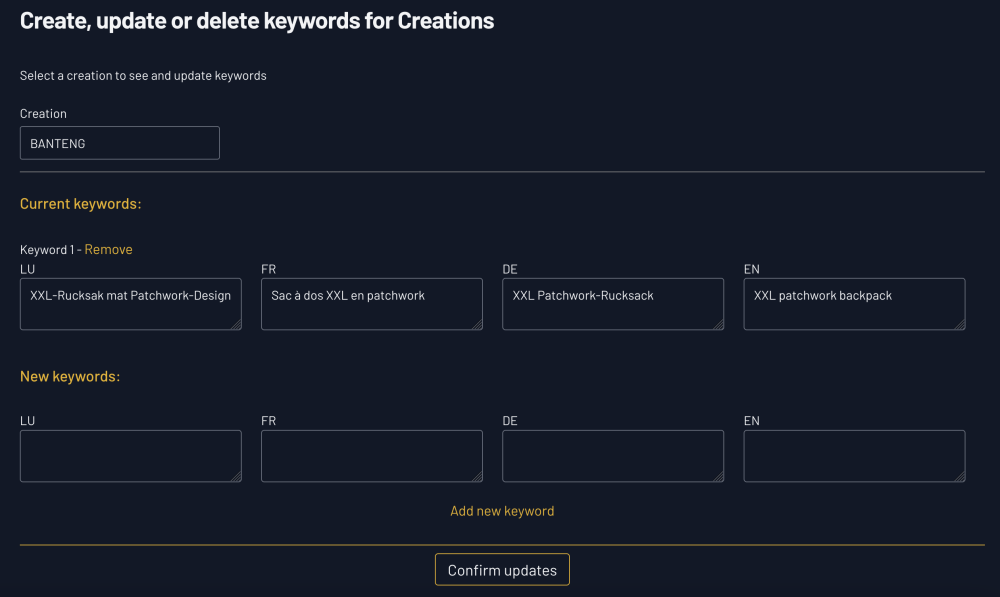 Create, update or delete keywords for Creations
Select a creation to see and update keywords
Creation
BANTENG
Current keywords:
Keyword 1 - Remove
LU FR DE EN
XXL-Rucksak mat Patchwork-Design Sac à dos XXL en patchwork XXL Patchwork-Rucksack XXL patchwork backpack
New keywords:
LU FR DE EN
Add new keyword
Confirm updates